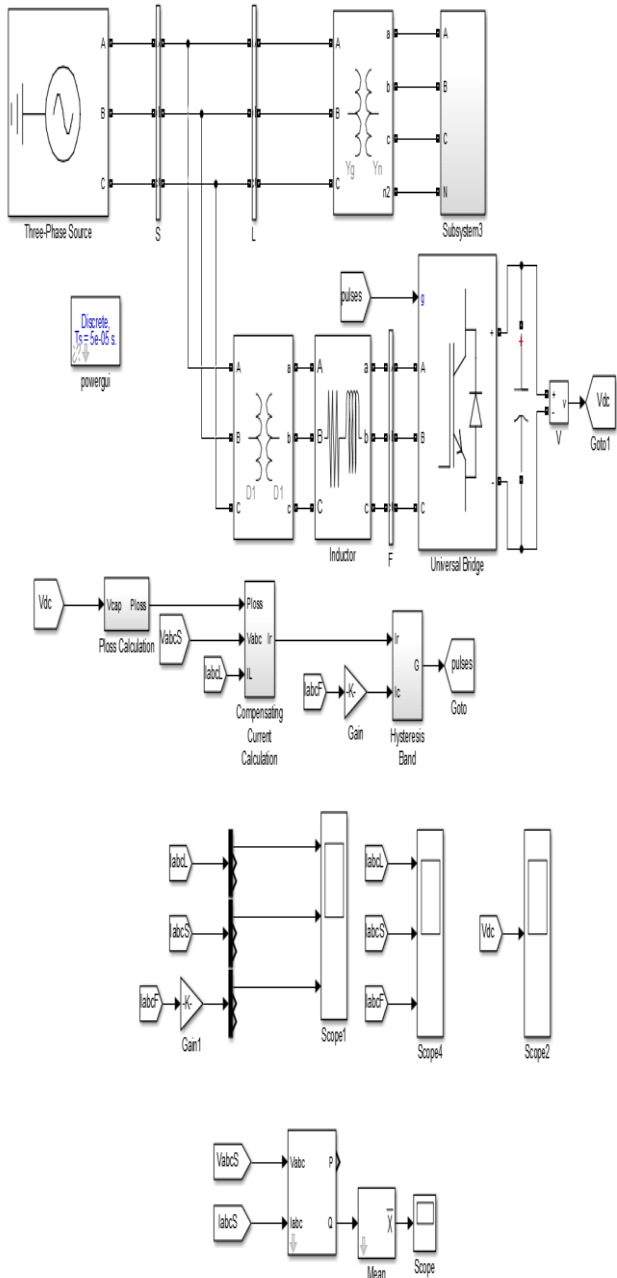 A
B
C
A
B
C
a
b
c
n2
Yg Yn
A
B
C
N
Three-Phase Source
S
L
Subsystem3
Discrete,
Ts = 5e-05 s.
powergui
pulses
g
A
B
C
+
-
A
B
C
a
b
c
D1 D1
A
B
C
a
b
c
Inductor
F
Universal Bridge
+
+
-
v
V
Vdc
Goto1
Vdc
Vcap Ploss
Ploss Calculation
VabcS
IabcL
Ploss
Vabc Ir
IL
Compensating
Current
Calculation
IabcF
-K-
Gain
Ir
G
Ic
Hysteresis
Band
pulses
Goto
IabcL
IabcS
IabcF
-K-
Gain1
Scope1
IabcL
IabcS
IabcF
Scope4
Vdc
Scope2
VabcS
IabcS
Vabc P
Iabc Q
X
Mean
Scope